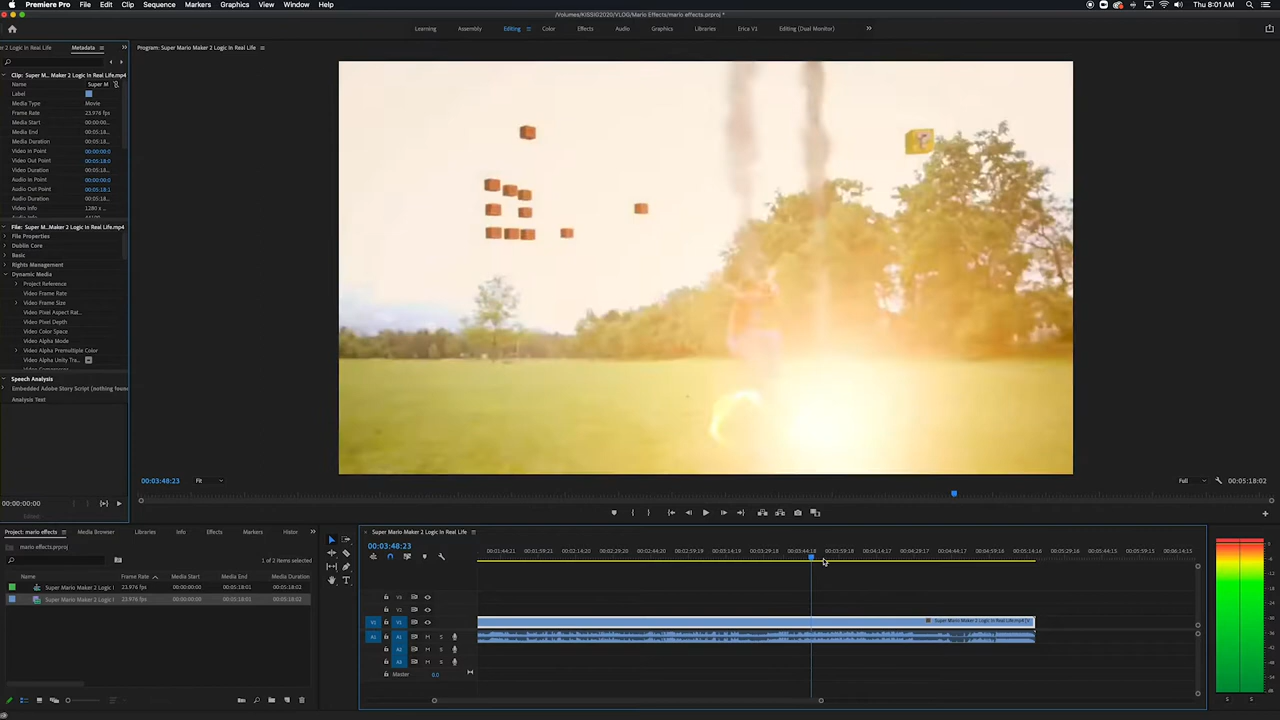 Premiere Pro File Edit Clip Sequence Markers Graphics View Window Help Thu 8:01 AM
/Volumes/KISSIG2020/VLOG/Mario Effects/mario effects.prproj *
Learning Assembly Editing Color Effects Audio Graphics Libraries Erica V1 Editing (Dual Monitor)
r 2 Logic In Real Life Metadata Program: Super Mario Maker 2 Logic In Real Life
Clip: Super M... Maker 2 Logic In Real Life.mp4
Name Super M
Label
Media Type Movie
Frame Rate 23.976 fps
Media Start 00:00:00...
Media End 00:05:18...
Media Duration 00:05:18...
Video In Point 00:00:00:0
Video Out Point 00:05:18:0
Video Duration 00:05:18...
Audio In Point 00:00:00:0
Audio Out Point 00:05:18:1
Audio Duration 00:05:18...
Video Info 1280 x...
File: Super M...Maker 2 Logic In Real Life.mp4
File Properties
Dublin Core
Basic
Rights Management
Dynamic Media
Project Reference
Video Frame Rate
Video Frame Size
Video Pixel Aspect Rat...
Video Pixel Depth
Video Color Space
Video Alpha Mode
Video Alpha Premultiple Color
Video Alpha Unity Tra...
Speech Analysis
Embedded Adobe Story Script (nothing foun
Analysis Text
00:03:48:23 Fit Full 00:05:18:02
00:00:00:00
Project: mario effects Media Browser Libraries Info Effects Markers Histor
mario effects.prproj
1 of 2 items selected
Name Frame Rate Media Start Media End Media Duration
Super Mario Maker 2 Logic I 23.976 fps 00:00:00:00 00:05:18:01 00:05:18:02
Super Mario Maker 2 Logic I 23.976 fps 00:00:00:00 00:05:18:01 00:05:18:02
Super Mario Maker 2 Logic In Real Life
00:03:48:23
00:01:44:21 00:01:59:21 00:02:14:20 00:02:29:20 00:02:44:20 00:02:59:19 00:03:14:19 00:03:29:18 00:03:44:18 00:03:59:18 00:04:14:17 00:04:29:17 00:04:44:17 00:04:59:16 00:05:14:16 00:05:29:16 00:05:44:15 00:05:59:15 00:06:14:15
V3
V2
V1 V1 Super Mario Maker 2 Logic In Real Life.mp4 [V]
A1 A1 M S
A2 M S
A3 M S
Master 0.0
S S